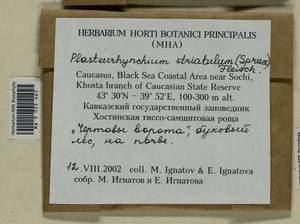 HERBARIUM HORTI BOTANICI PRINCIPALIS
(MHA)
Plasteurhynchium striatulum (Spruce)
Fleisch.
Caucasus, Black Sea Coastal Area near Sochi,
Khosta branch of Caucasian State Reserve
43° 30'N – 39° 52'E, 100-300 m alt.
Кавказский государственный заповедник
Хостинская тиссо-самшитовая роща
"Чертовы ворота", буковый
лес, на почве.
12.VIII.2002 coll. M. Ignatov & E. Ignatova
собр. М. Игнатов и Е. Игнатова